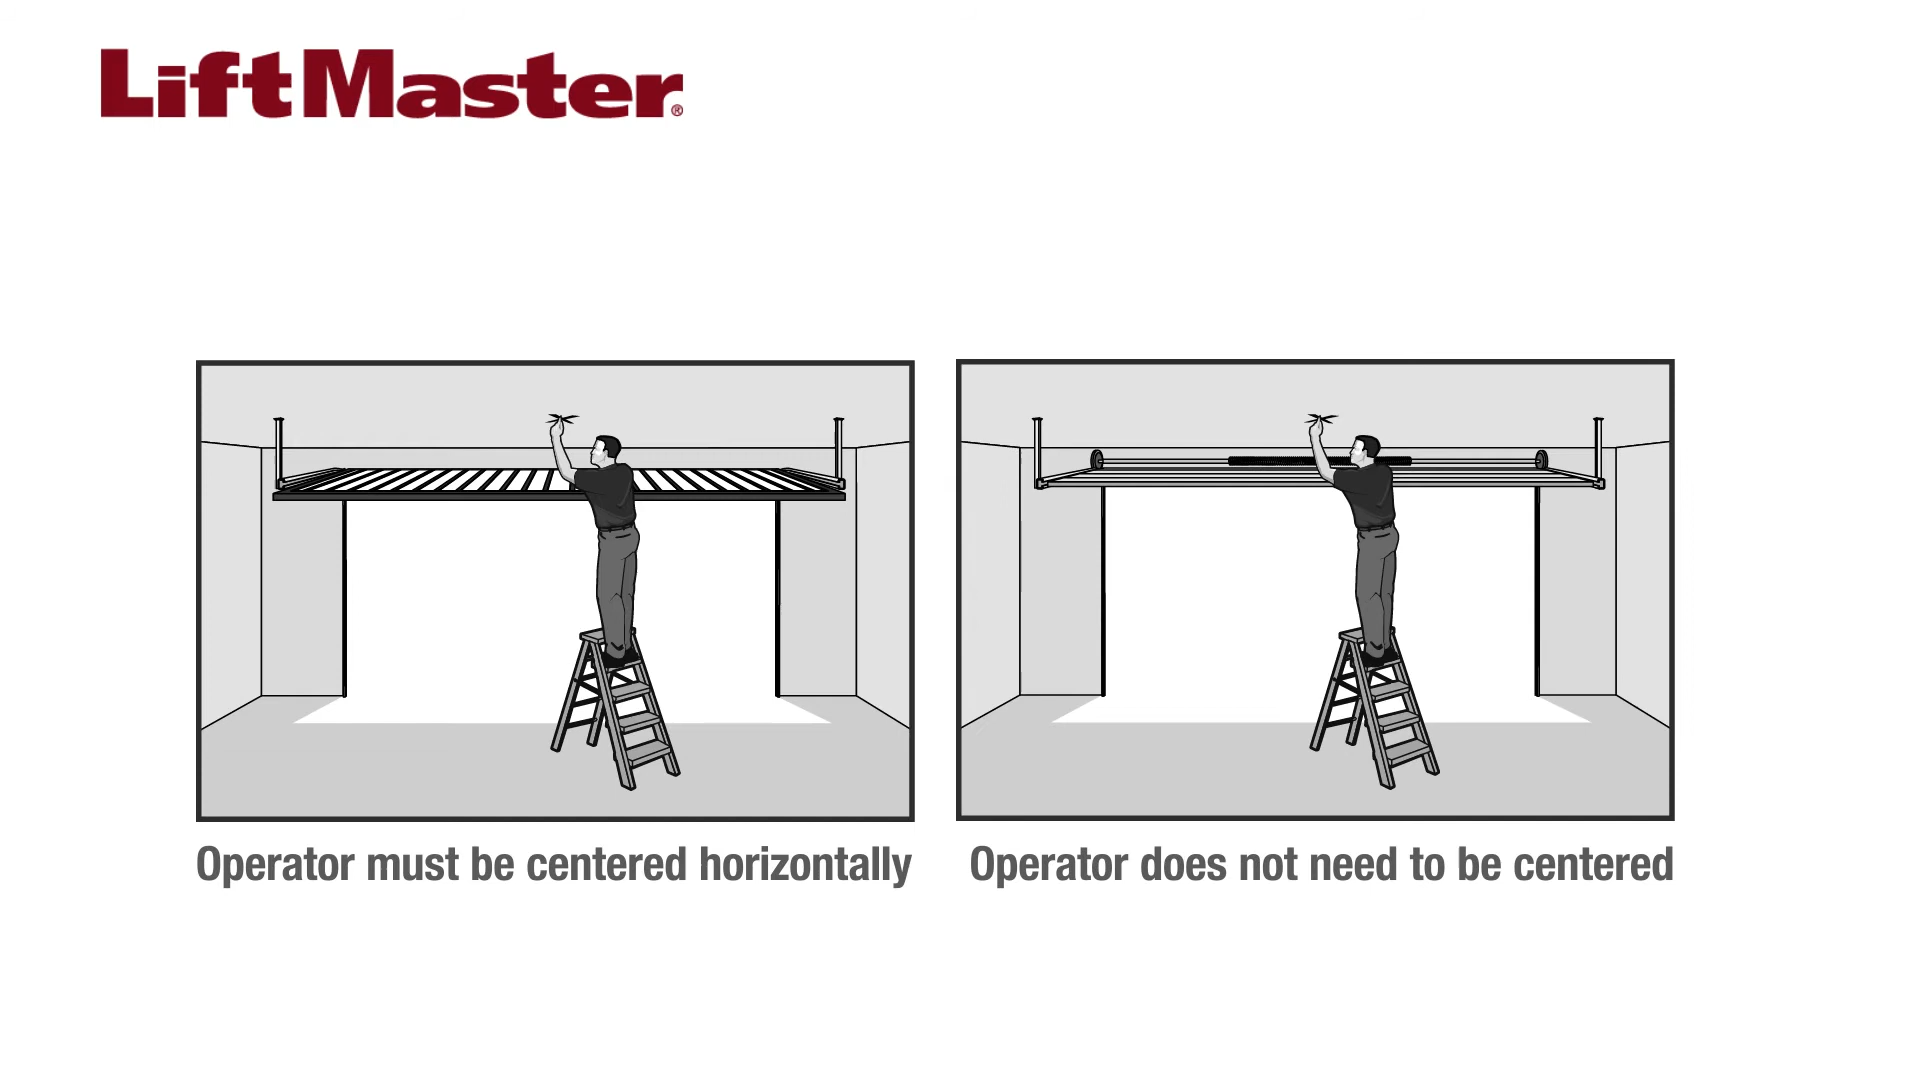 LiftMaster®
Operator must be centered horizontally
Operator does not need to be centered